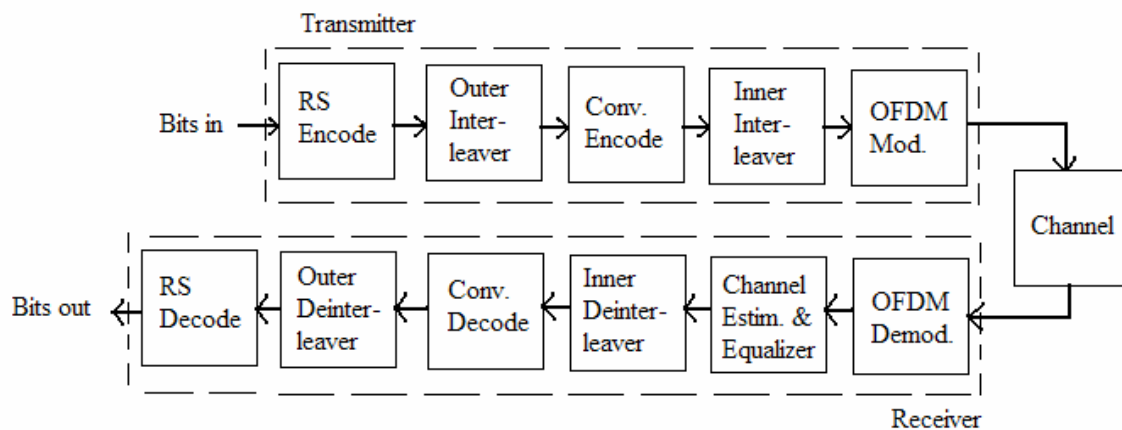 Transmitter
Bits in
RS
Encode
Outer
Inter-
leaver
Conv.
Encode
Inner
Inter-
leaver
OFDM
Mod.
Channel
Bits out
RS
Decode
Outer
Deinter-
leaver
Conv.
Decode
Inner
Deinter-
leaver
Channel
Estim. &
Equalizer
OFDM
Demod.
Receiver